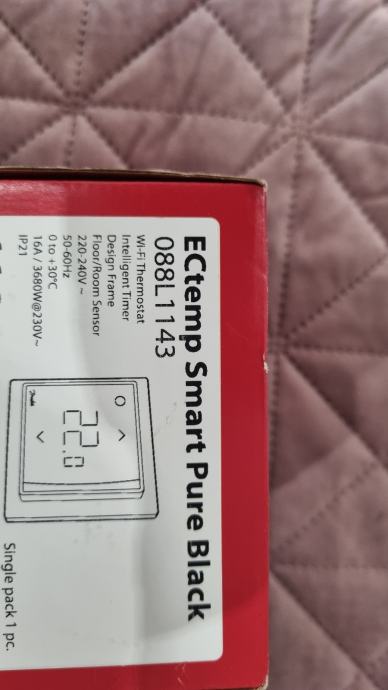 ECtemp Smart Pure Black
088L1143
Wi-Fi Thermostat
Intelligent Timer
Design Frame
Floor/Room Sensor
220-240V ~
50-60Hz
0 to + 30°C
16A / 3680W@230V~
IP21
22.0
Danfoss
Single pack 1 pc.